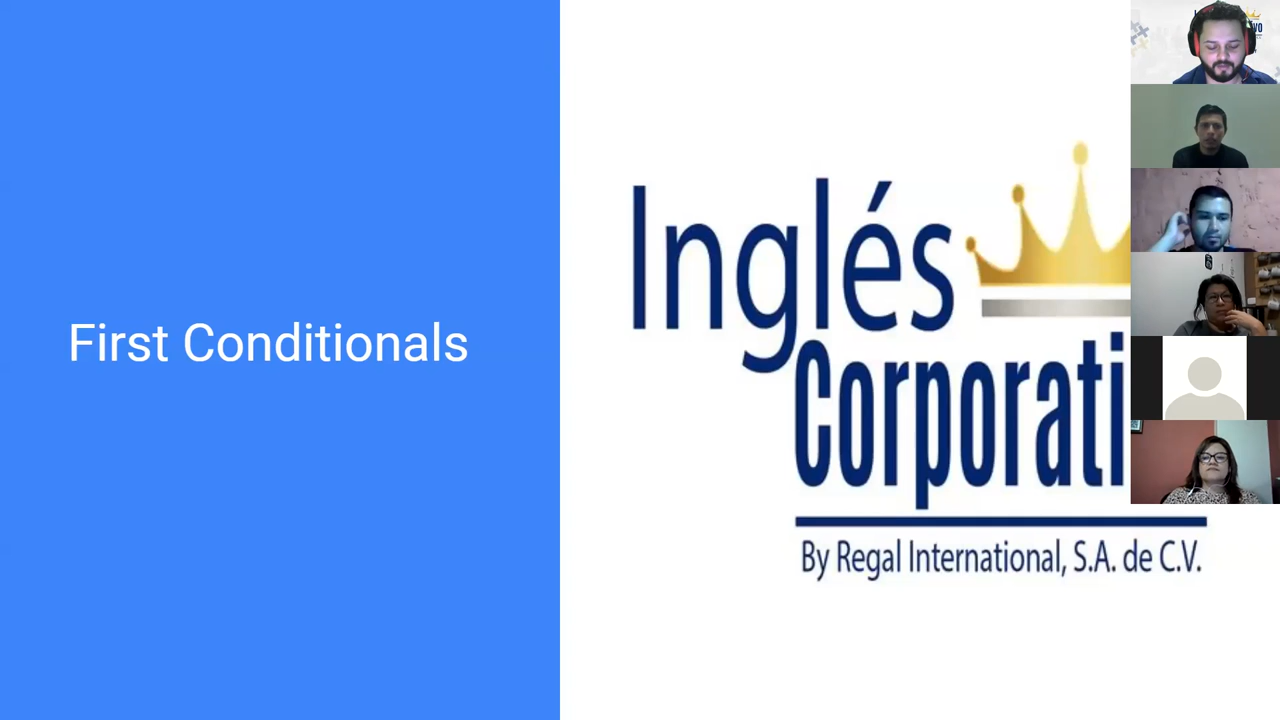 First Conditionals
Inglés
Corporati
By Regal International, S.A. de C.V.